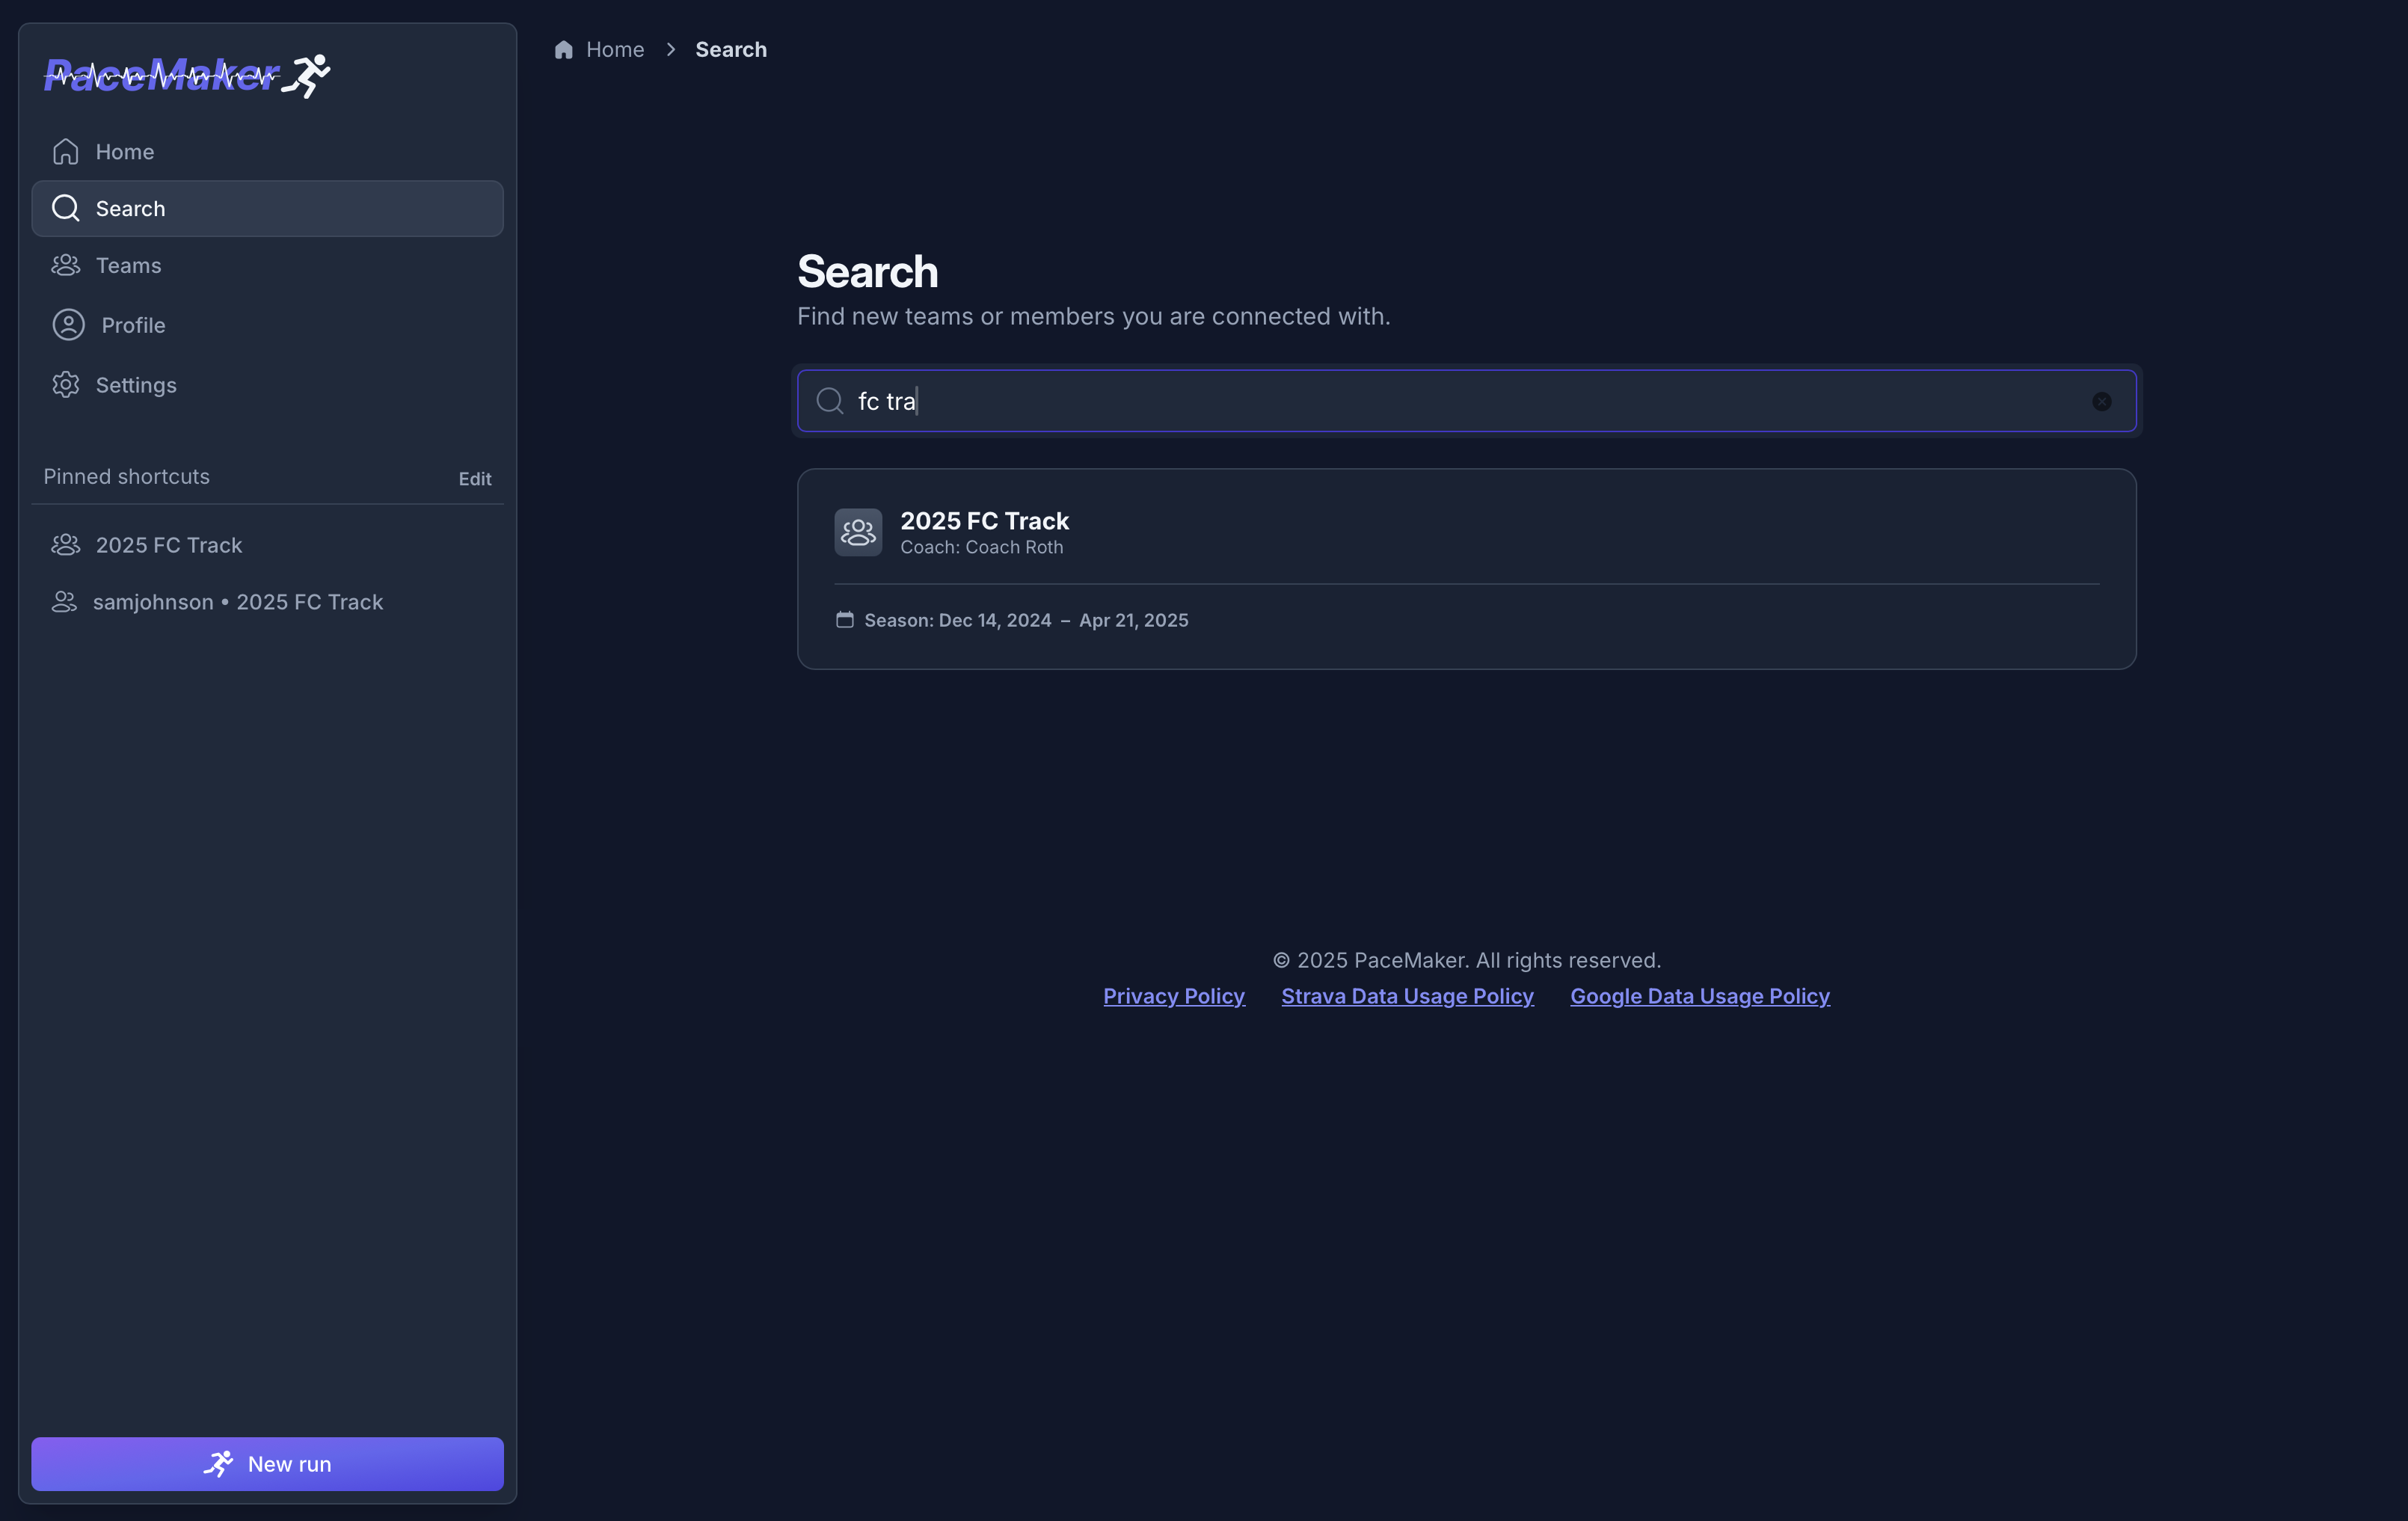 PaceMaker
Home
Search
Teams
Profile
Settings
Pinned shortcuts
Edit
2025 FC Track
samjohnson • 2025 FC Track
New run
Home > Search
Search
Find new teams or members you are connected with.
fc tra
2025 FC Track
Coach: Coach Roth
Season: Dec 14, 2024 – Apr 21, 2025
© 2025 PaceMaker. All rights reserved.
Privacy Policy Strava Data Usage Policy Google Data Usage Policy